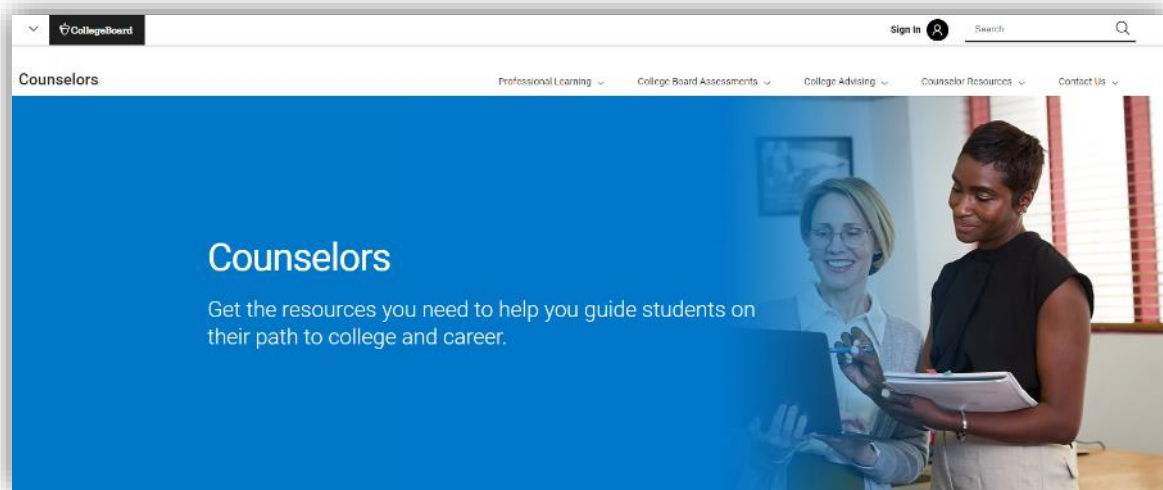 CollegeBoard
Sign In
Search
Counselors
Professional Learning
College Board Assessments
College Advising
Counselor Resources
Contact Us
Counselors
Get the resources you need to help you guide students on
their path to college and career.